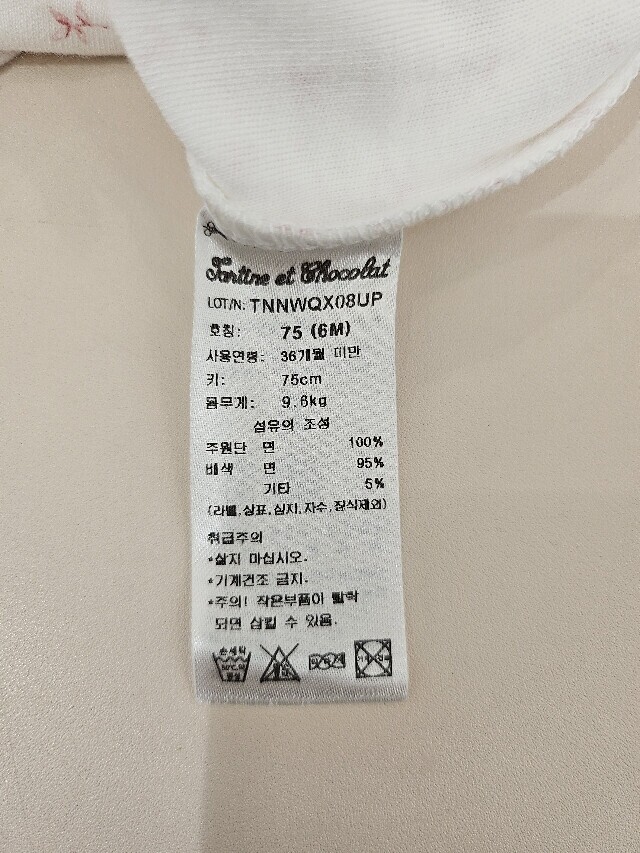 Tartine et Chocolat
LOT/N: TNNWQX08UP
호칭: 75 (6M)
사용연령: 36개월 미만
키: 75cm
몸무게: 9.6kg
섬유의 조성
주원단 면 100%
배색 면 95%
기타 5%
(라벨,상표,심지,자수,장식제외)
취급주의
*삶지 마십시오.
*기계건조 금지.
*주의! 작은부품이 탈락
되면 삼킬 수 있음.
손세탁